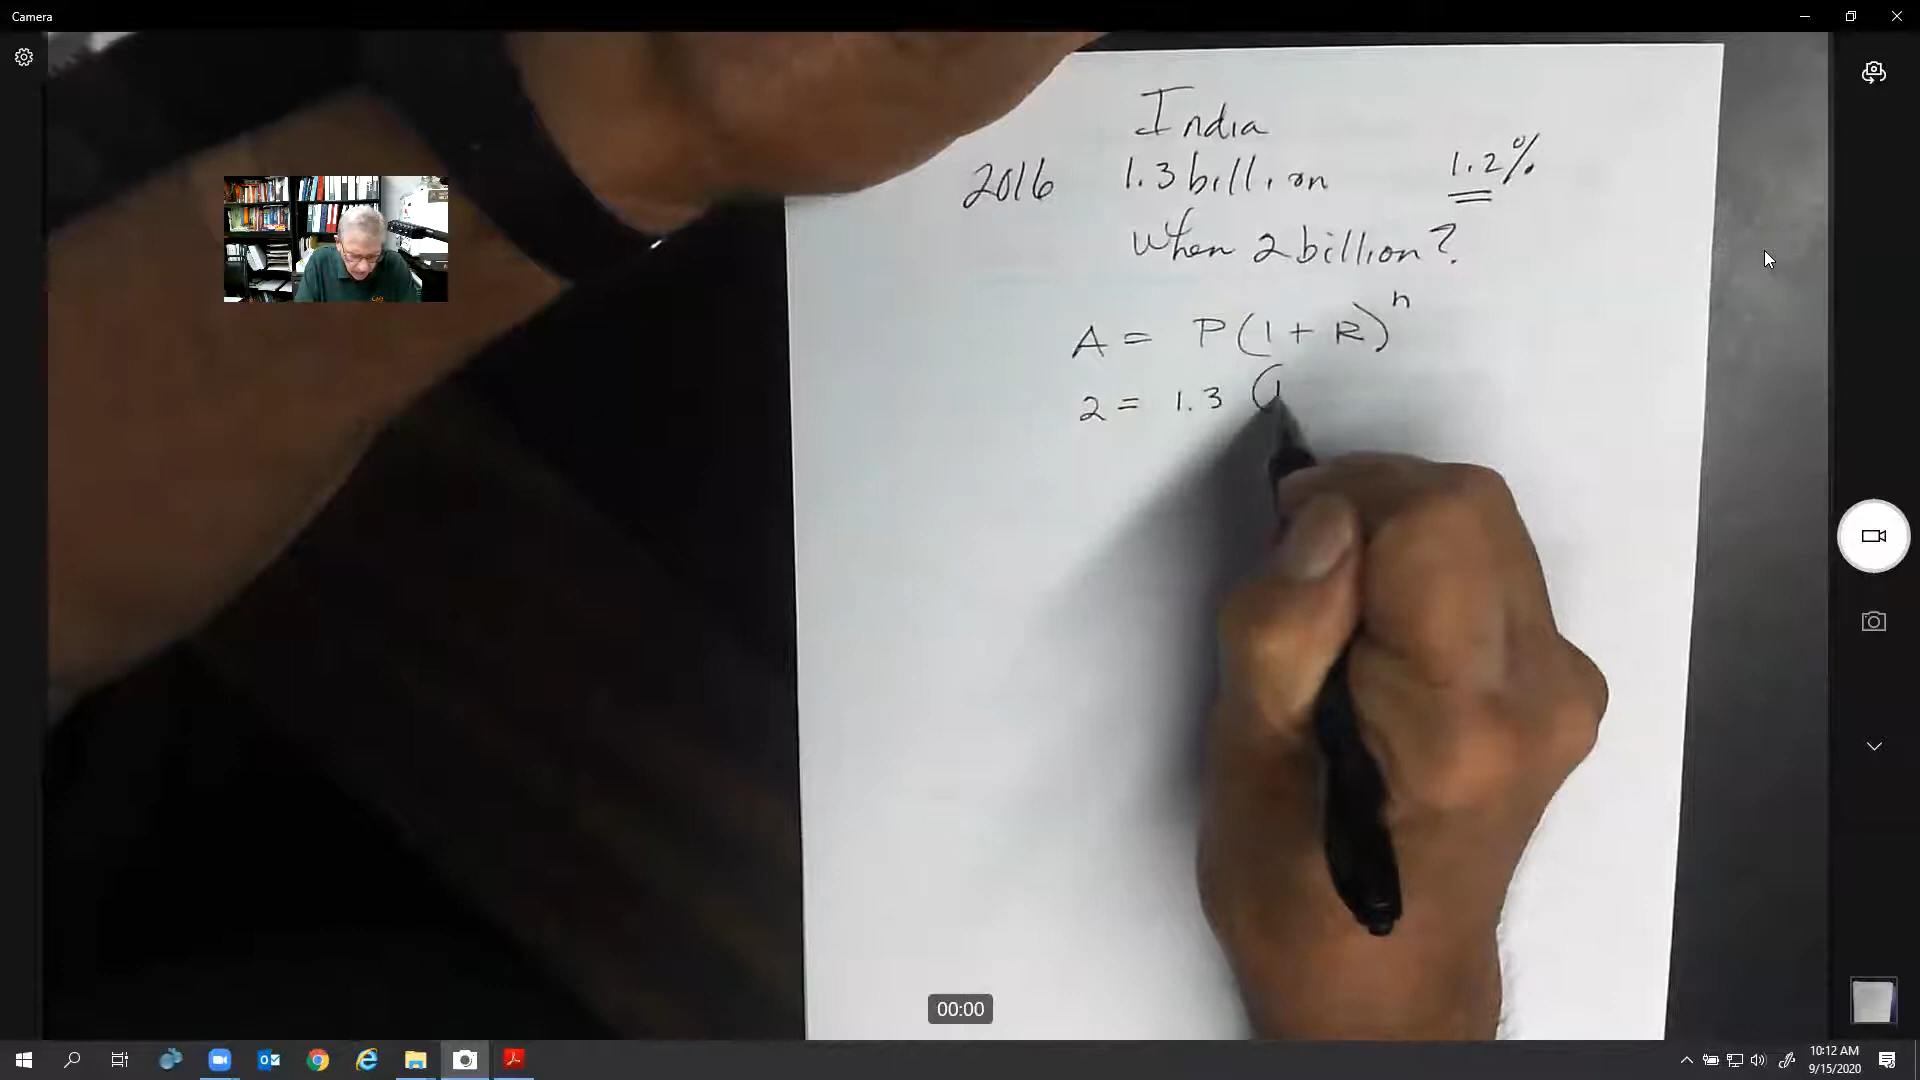 Camera
India
2016 1.3 billion 1.2%
When 2 billion?
A = P(1 + R)^n
2 = 1.3 (1
00:00
10:12 AM
9/15/2020